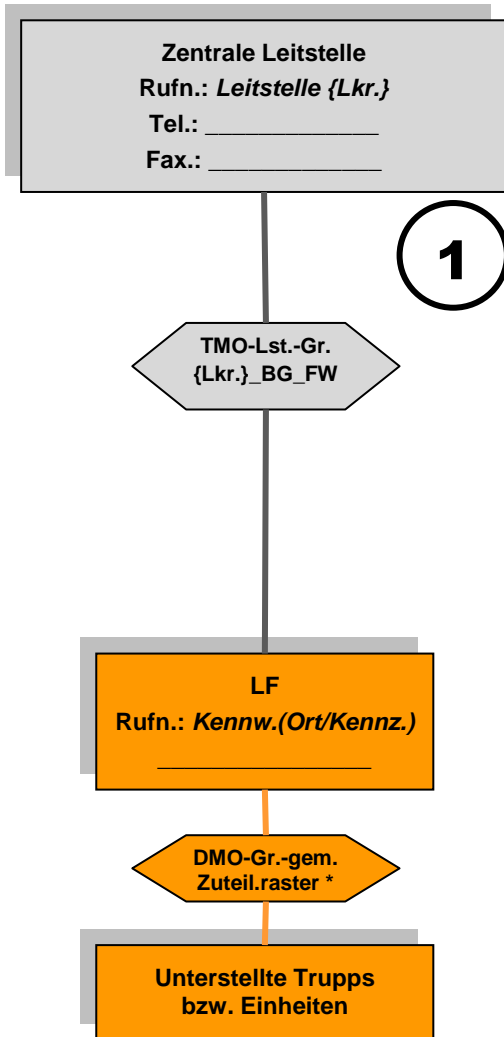 Zentrale Leitstelle
Rufn.: Leitstelle {Lkr.}
Tel.: _____________
Fax.: _____________
1
TMO-Lst.-Gr.
{Lkr.}_BG_FW
LF
Rufn.: Kennw.(Ort/Kennz.)
________________
DMO-Gr.-gem.
Zuteil.raster *
Unterstellte Trupps
bzw. Einheiten